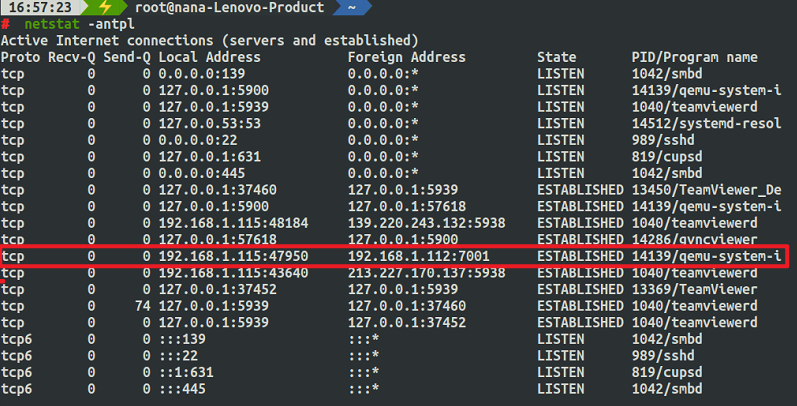 16:57:23 ⚡ root@nana-Lenovo-Product ~
# netstat -antpl
Active Internet connections (servers and established)
Proto Recv-Q Send-Q Local Address Foreign Address State PID/Program name
tcp 0 0 0.0.0.0:139 0.0.0.0:* LISTEN 1042/smbd
tcp 0 0 127.0.0.1:5900 0.0.0.0:* LISTEN 14139/qemu-system-i
tcp 0 0 127.0.0.1:5939 0.0.0.0:* LISTEN 1040/teamviewerd
tcp 0 0 127.0.0.53:53 0.0.0.0:* LISTEN 14512/systemd-resol
tcp 0 0 0.0.0.0:22 0.0.0.0:* LISTEN 989/sshd
tcp 0 0 127.0.0.1:631 0.0.0.0:* LISTEN 819/cupsd
tcp 0 0 0.0.0.0:445 0.0.0.0:* LISTEN 1042/smbd
tcp 0 0 127.0.0.1:37460 127.0.0.1:5939 ESTABLISHED 13450/TeamViewer_De
tcp 0 0 127.0.0.1:5900 127.0.0.1:57618 ESTABLISHED 14139/qemu-system-i
tcp 0 0 192.168.1.115:48184 139.220.243.132:5938 ESTABLISHED 1040/teamviewerd
tcp 0 0 127.0.0.1:57618 127.0.0.1:5900 ESTABLISHED 14286/gvncviewer
tcp 0 0 192.168.1.115:47950 192.168.1.112:7001 ESTABLISHED 14139/qemu-system-i
tcp 0 0 192.168.1.115:43640 213.227.170.137:5938 ESTABLISHED 1040/teamviewerd
tcp 0 0 127.0.0.1:37452 127.0.0.1:5939 ESTABLISHED 13369/TeamViewer
tcp 0 74 127.0.0.1:5939 127.0.0.1:37460 ESTABLISHED 1040/teamviewerd
tcp 0 0 127.0.0.1:5939 127.0.0.1:37452 ESTABLISHED 1040/teamviewerd
tcp6 0 0 :::139 :::* LISTEN 1042/smbd
tcp6 0 0 :::22 :::* LISTEN 989/sshd
tcp6 0 0 ::1:631 :::* LISTEN 819/cupsd
tcp6 0 0 :::445 :::* LISTEN 1042/smbd